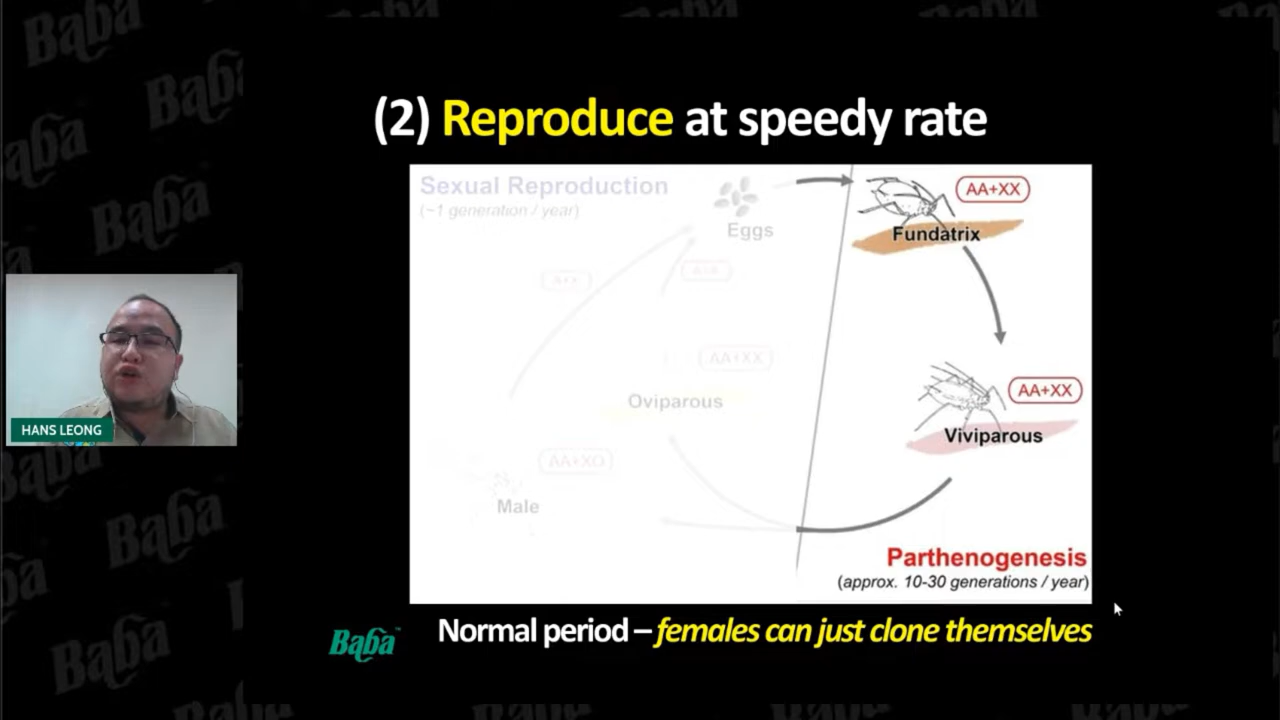 (2) Reproduce at speedy rate
Sexual Reproduction
(~1 generation / year)
Eggs
AA+XX
Fundatrix
AA+XX
Oviparous
AA+XX
Viviparous
AA+XO
Male
HANS LEONG
Parthenogenesis
(approx. 10-30 generations / year)
Baba
Normal period – females can just clone themselves